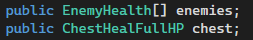 public EnemyHealth[] enemies;
public ChestHealFullHP chest;